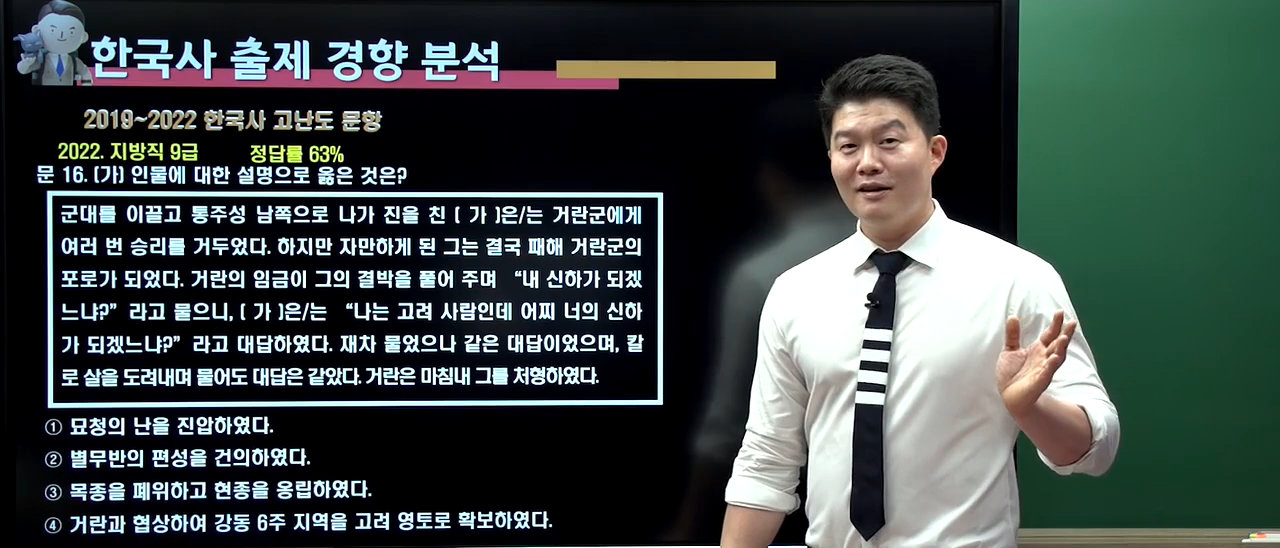 한국사 출제 경향 분석
2019~2022 한국사 고난도 문항
2022. 지방직 9급 정답률 63%
문 16. (가) 인물에 대한 설명으로 옳은 것은?
군대를 이끌고 통주성 남쪽으로 나가 진을 친 ( 가 )은/는 거란군에게
여러 번 승리를 거두었다. 하지만 자만하게 된 그는 결국 패해 거란군의
포로가 되었다. 거란의 임금이 그의 결박을 풀어 주며 “내 신하가 되겠
느냐?” 라고 물으니, ( 가 )은/는 “나는 고려 사람인데 어찌 너의 신하
가 되겠느냐?” 라고 대답하였다. 재차 물었으나 같은 대답이었으며, 칼
로 살을 도려내며 물어도 대답은 같았다. 거란은 마침내 그를 처형하였다.
① 묘청의 난을 진압하였다.
② 별무반의 편성을 건의하였다.
③ 목종을 폐위하고 현종을 옹립하였다.
④ 거란과 협상하여 강동 6주 지역을 고려 영토로 확보하였다.